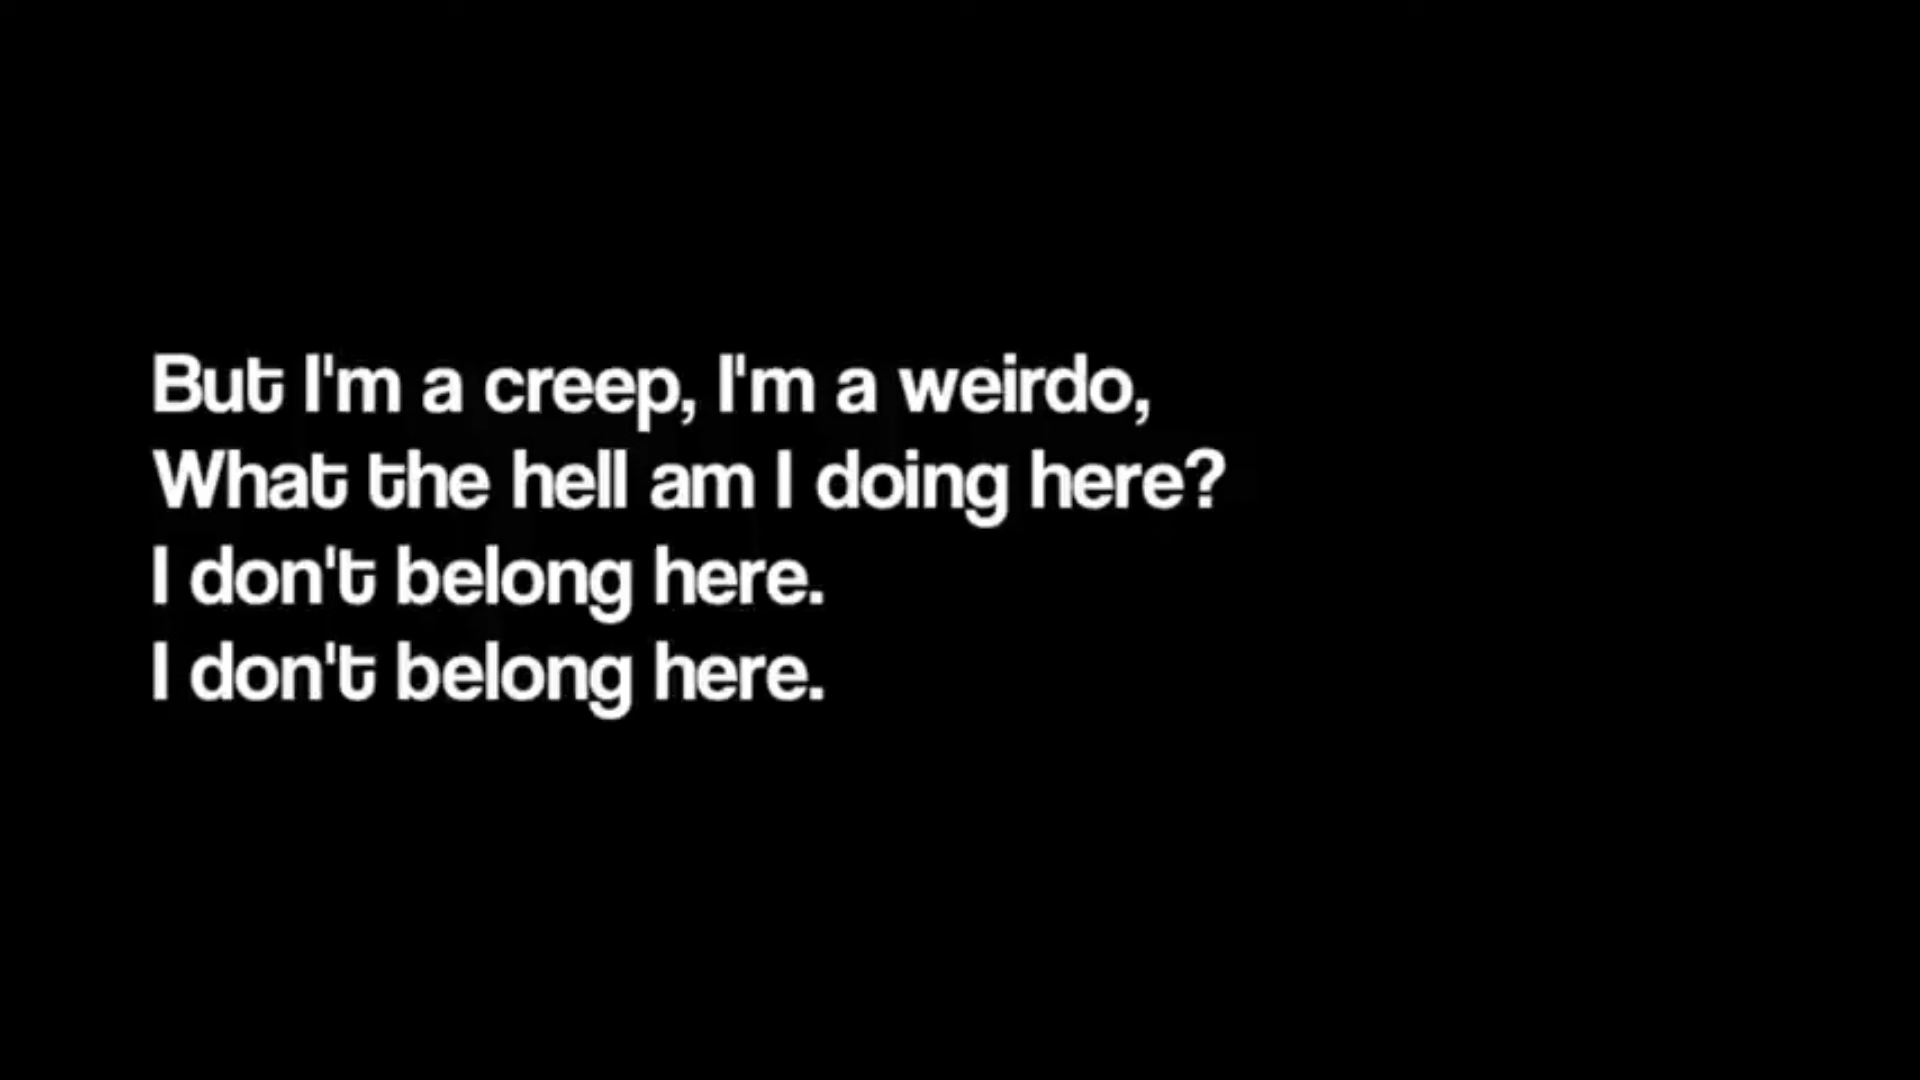 But I'm a creep, I'm a weirdo,
What the hell am I doing here?
I don't belong here.
I don't belong here.